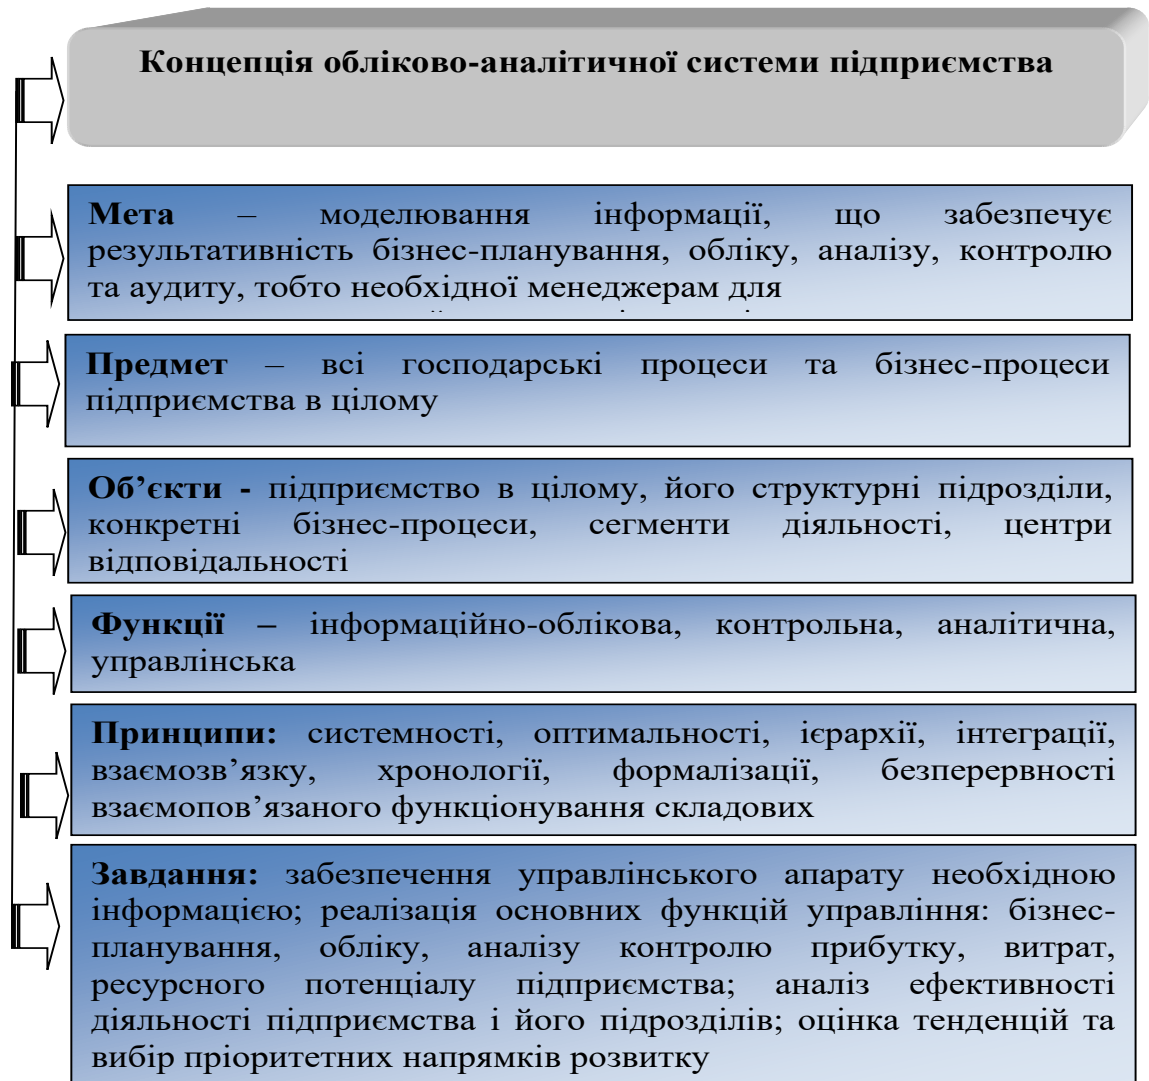 Концепція обліково-аналітичної системи підприємства
Мета – моделювання інформації, що забезпечує
результативність бізнес-планування, обліку, аналізу, контролю
та аудиту, тобто необхідної менеджерам для
Предмет – всі господарські процеси та бізнес-процеси
підприємства в цілому
Об’єкти - підприємство в цілому, його структурні підрозділи,
конкретні бізнес-процеси, сегменти діяльності, центри
відповідальності
Функції – інформаційно-облікова, контрольна, аналітична,
управлінська
Принципи: системності, оптимальності, ієрархії, інтеграції,
взаємозв’язку, хронології, формалізації, безперервності
взаємопов’язаного функціонування складових
Завдання: забезпечення управлінського апарату необхідною
інформацією; реалізація основних функцій управління: бізнес-
планування, обліку, аналізу контролю прибутку, витрат,
ресурсного потенціалу підприємства; аналіз ефективності
діяльності підприємства і його підрозділів; оцінка тенденцій та
вибір пріоритетних напрямків розвитку